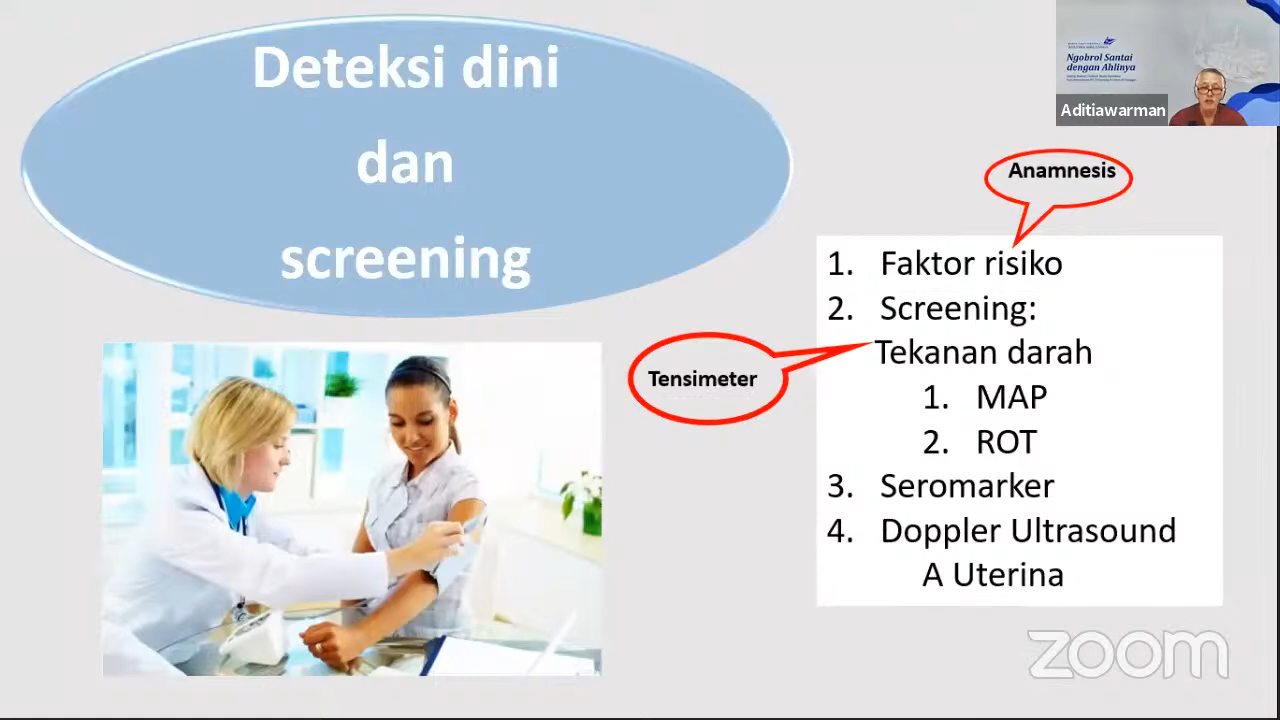 Deteksi dini
dan
screening
Ngobrol Santai
dengan Ahlinya
Aditiawarman
Anamnesis
1. Faktor risiko
2. Screening:
Tekanan darah
1. MAP
2. ROT
3. Seromarker
4. Doppler Ultrasound
A Uterina
Tensimeter
zoom